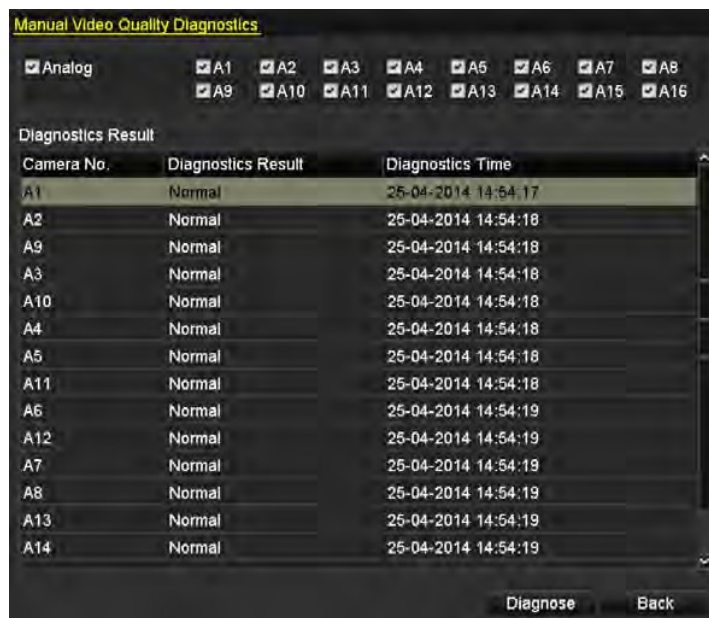 Manual Video Quality Diagnostics
Analog A1 A2 A3 A4 A5 A6 A7 A8
A9 A10 A11 A12 A13 A14 A15 A16
Diagnostics Result
Camera No. Diagnostics Result Diagnostics Time
A1 Normal 25-04-2014 14:54:17
A2 Normal 25-04-2014 14:54:18
A9 Normal 25-04-2014 14:54:18
A3 Normal 25-04-2014 14:54:18
A10 Normal 25-04-2014 14:54:18
A4 Normal 25-04-2014 14:54:18
A5 Normal 25-04-2014 14:54:18
A11 Normal 25-04-2014 14:54:18
A6 Normal 25-04-2014 14:54:19
A12 Normal 25-04-2014 14:54:19
A7 Normal 25-04-2014 14:54:19
A8 Normal 25-04-2014 14:54:19
A13 Normal 25-04-2014 14:54:19
A14 Normal 25-04-2014 14:54:19
Diagnose Back